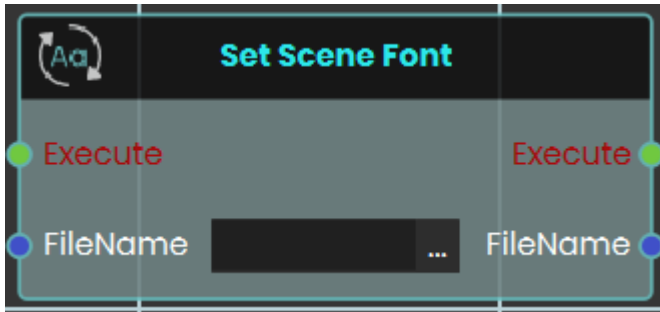 Aa
Set Scene Font
Execute Execute
FileName ... FileName